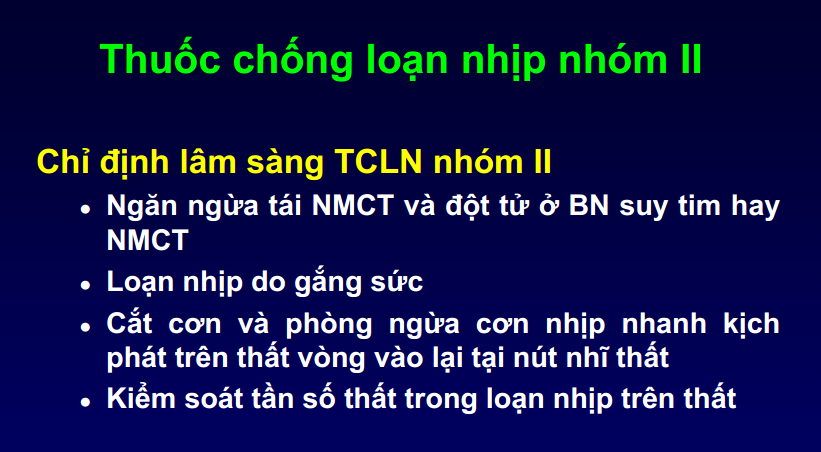 Thuốc chống loạn nhịp nhóm II
Chỉ định lâm sàng TCLN nhóm II
• Ngăn ngừa tái NMCT và đột tử ở BN suy tim hay
NMCT
• Loạn nhịp do gắng sức
• Cắt cơn và phòng ngừa cơn nhịp nhanh kịch
phát trên thất vòng vào lại tại nút nhĩ thất
• Kiểm soát tần số thất trong loạn nhịp trên thất